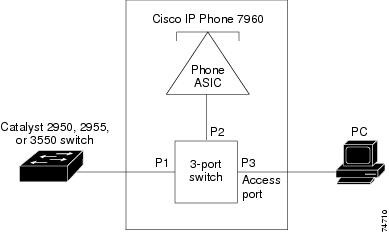 Cisco IP Phone 7960
Phone
ASIC
Catalyst 2950, 2955,
or 3550 switch
P2
PC
P1
3-port
switch
P3
Access
port
74719